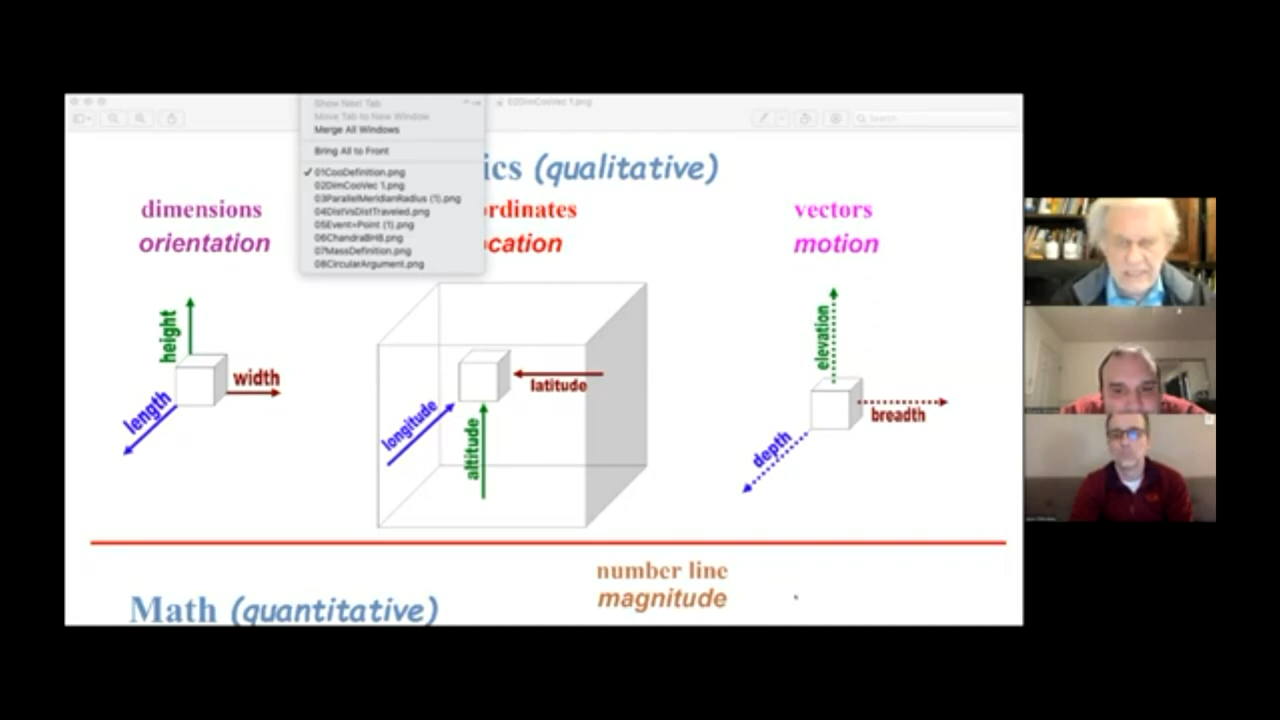 Show Next Tab
Move Tab to New Window
Merge All Windows
Bring All to Front
✓ 01CooDefinition.png
02DimCooVec 1.png
03ParallelMeridianRadius (1).png
04DistVsDistTraveled.png
05Event=Point (1).png
06ChandraBH8.png
07MassDefinition.png
08CircularArgument.png
02DimCooVec 1.png
Search
ics (qualitative)
dimensions
orientation
rdinates
ocation
vectors
motion
height
width
length
latitude
longitude
altitude
elevation
breadth
depth
number line
magnitude
Math (quantitative)